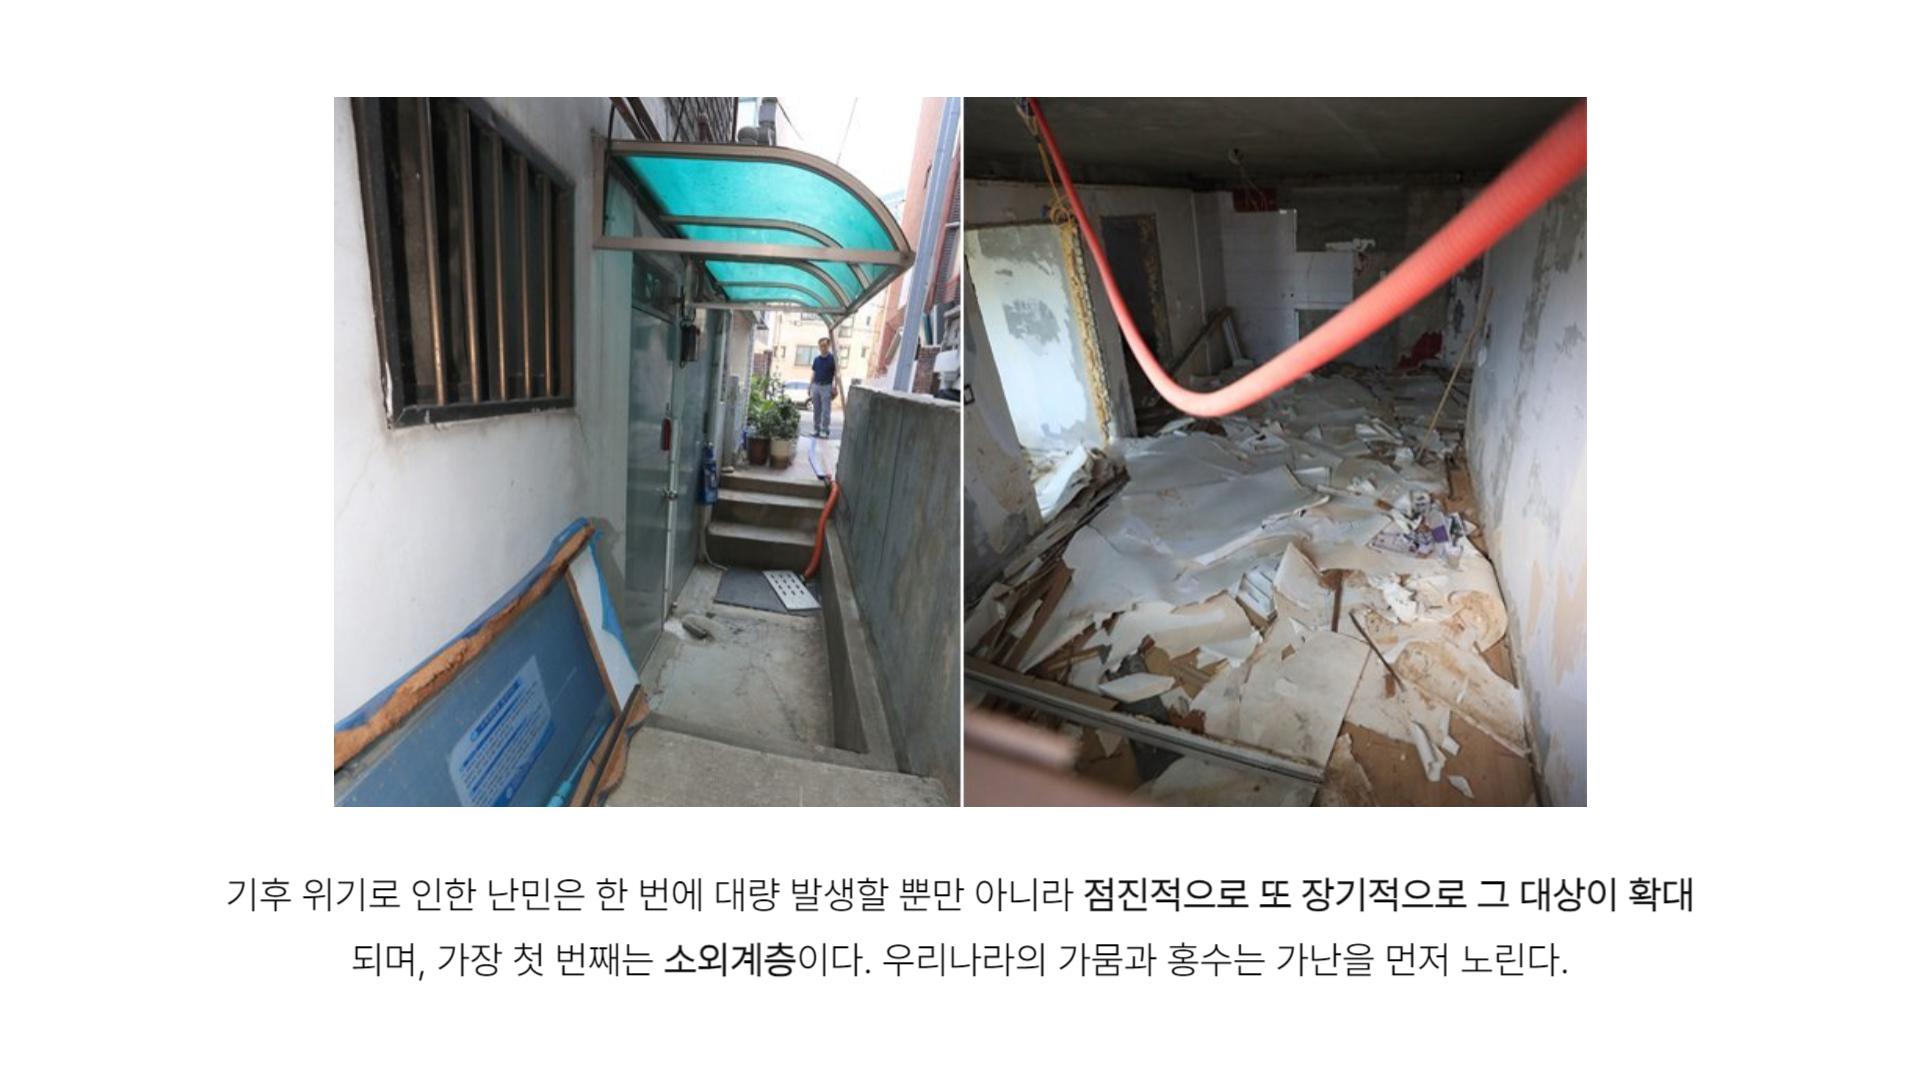 기후 위기로 인한 난민은 한 번에 대량 발생할 뿐만 아니라 점진적으로 또 장기적으로 그 대상이 확대
되며, 가장 첫 번째는 소외계층이다. 우리나라의 가뭄과 홍수는 가난을 먼저 노린다.